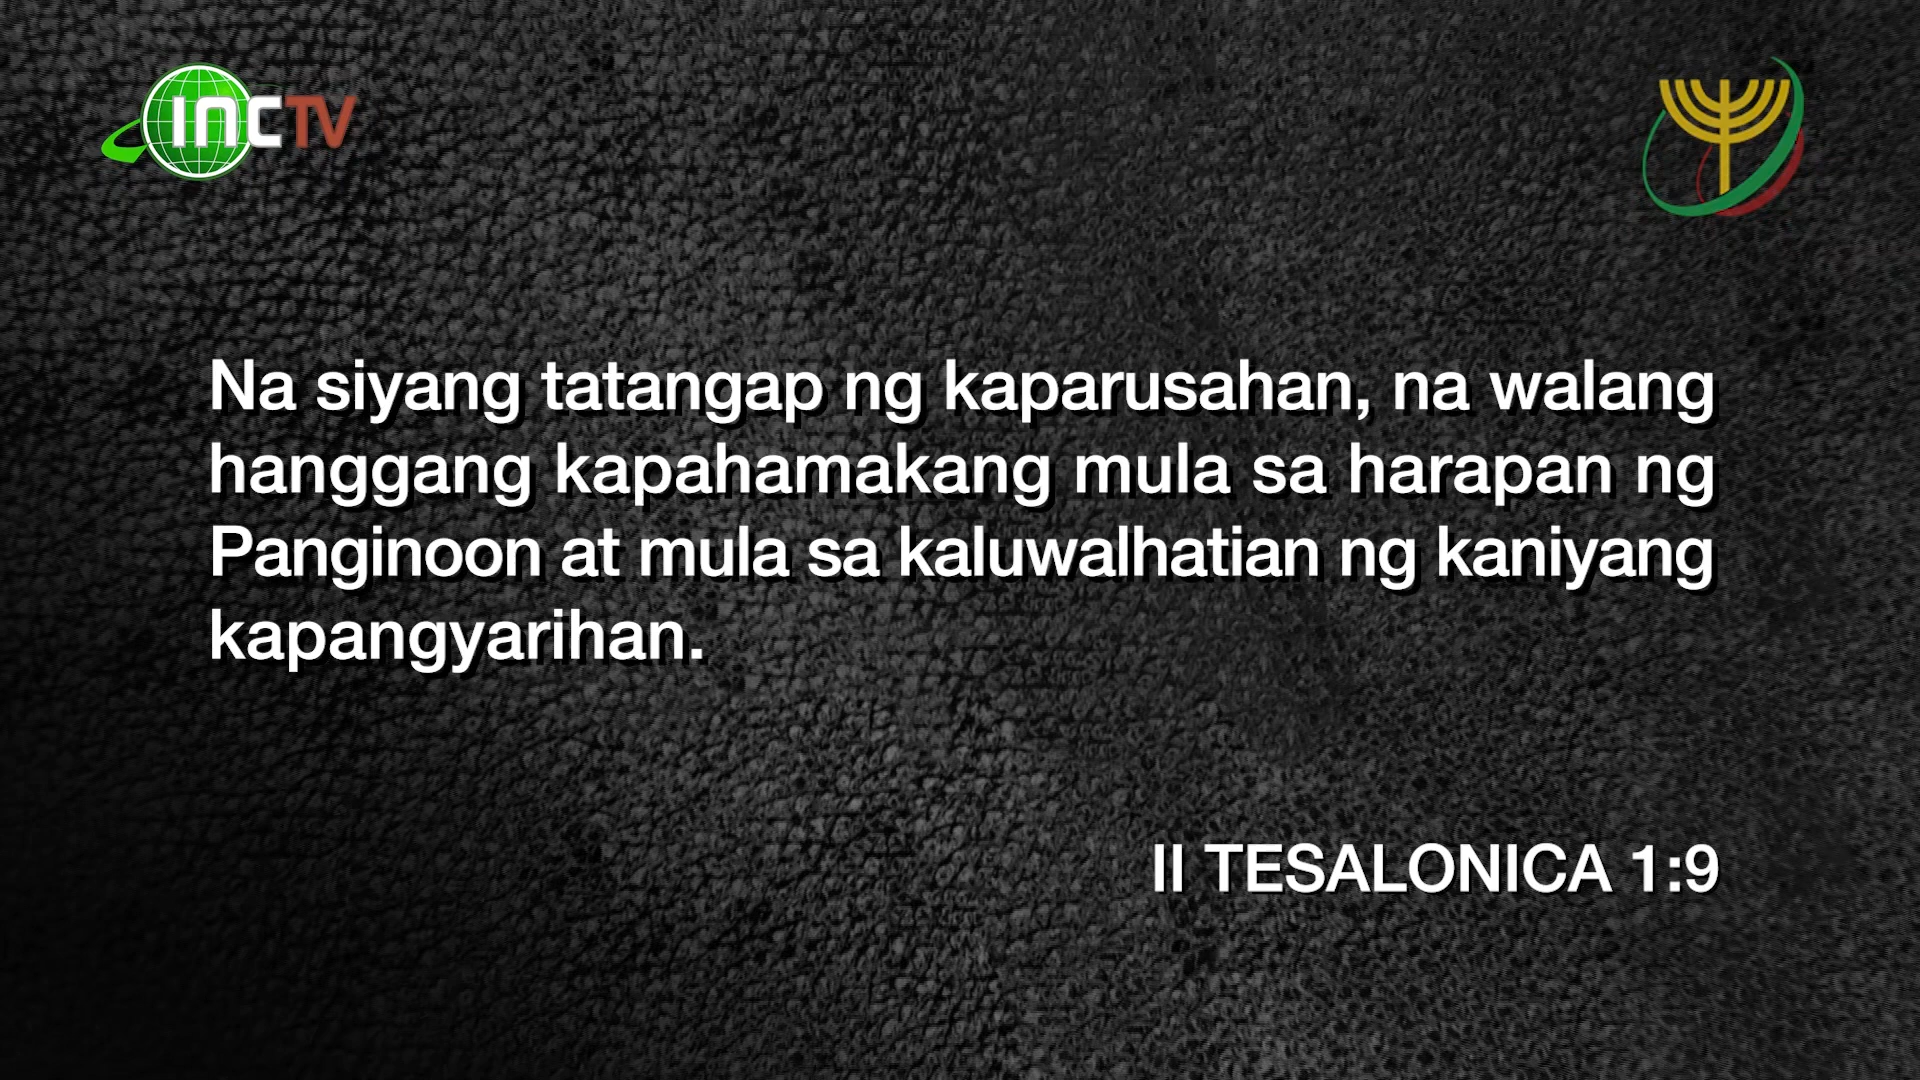 INCTV
Na siyang tatangap ng kaparusahan, na walang
hanggang kapahamakang mula sa harapan ng
Panginoon at mula sa kaluwalhatian ng kaniyang
kapangyarihan.
II TESALONICA 1:9